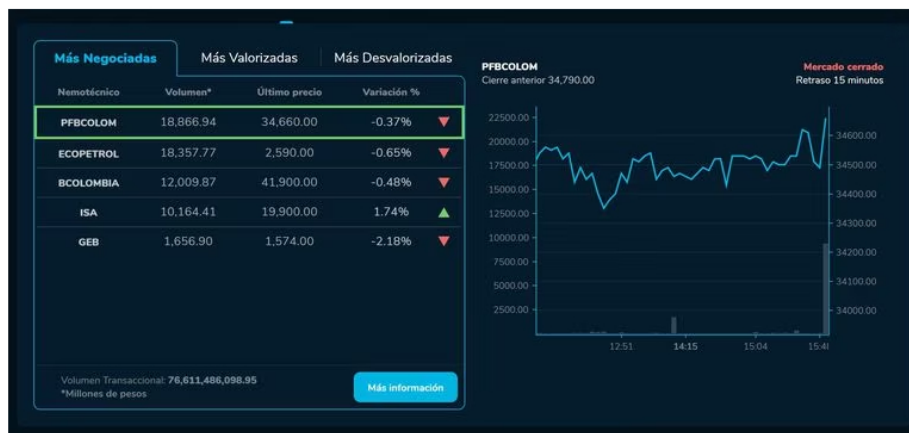 Más Negociadas Más Valorizadas Más Desvalorizadas
Nemotécnico Volumen* Último precio Variación %
PFBCOLOM 18,866.94 34,660.00 -0.37%
ECOPETROL 18,357.77 2,590.00 -0.65%
BCOLOMBIA 12,009.87 41,900.00 -0.48%
ISA 10,164.41 19,900.00 1.74%
GEB 1,656.90 1,574.00 -2.18%
Volumen Transaccional: 76,611,486,098.95
*Millones de pesos
Más información
PFBCOLOM Mercado cerrado
Cierre anterior 34,790.00 Retraso 15 minutos
22500.00
20000.00
17500.00
15000.00
12500.00
10000.00
7500.00
5000.00
2500.00
34600.00
34500.00
34400.00
34300.00
34200.00
34100.00
34000.00
12:51 14:15 15:04 15:4